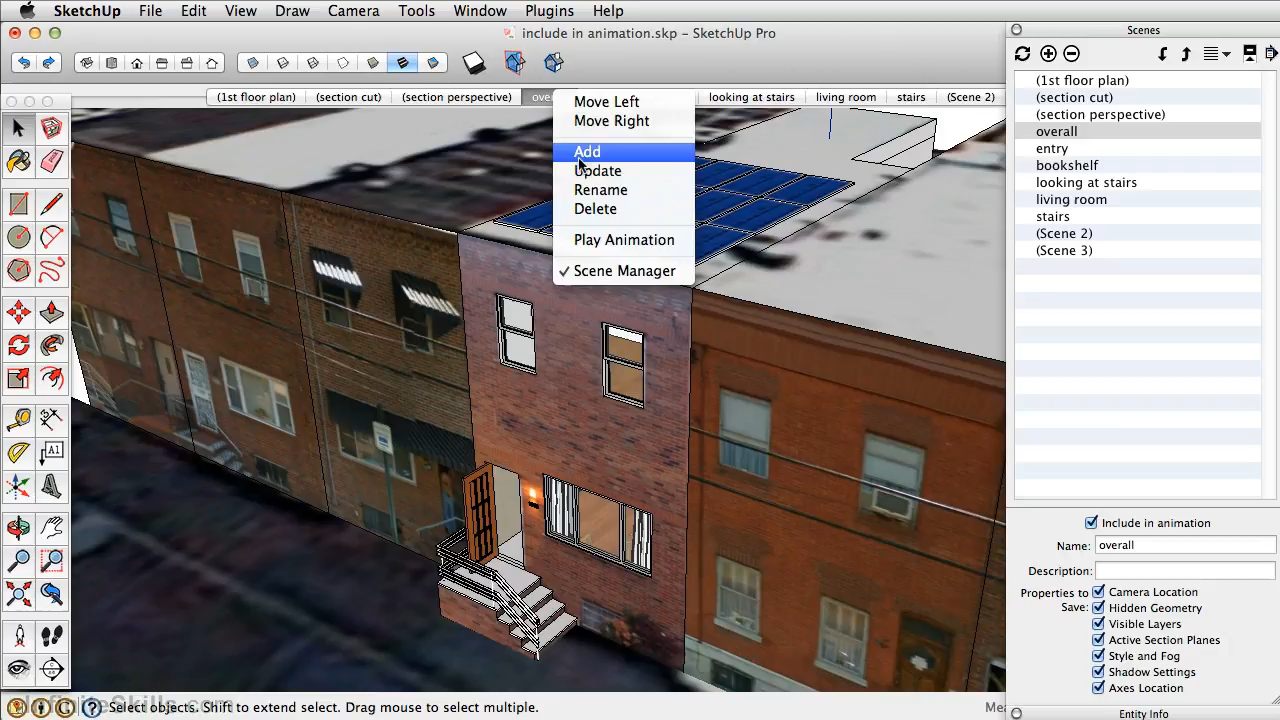 SketchUp File Edit View Draw Camera Tools Window Plugins Help
include in animation.skp – SketchUp Pro
Scenes
(1st floor plan) (section cut) (section perspective) looking at stairs living room stairs (Scene 2)
Move Left
Move Right
Add
Update
Rename
Delete
Play Animation
✓ Scene Manager
(1st floor plan)
(section cut)
(section perspective)
overall
entry
bookshelf
looking at stairs
living room
stairs
(Scene 2)
(Scene 3)
A1
Include in animation
Name: overall
Description:
Properties to Save:
Camera Location
Hidden Geometry
Visible Layers
Active Section Planes
Style and Fog
Shadow Settings
Axes Location
InfiniteSkills.com
Select objects. Shift to extend select. Drag mouse to select multiple.
Entity Info